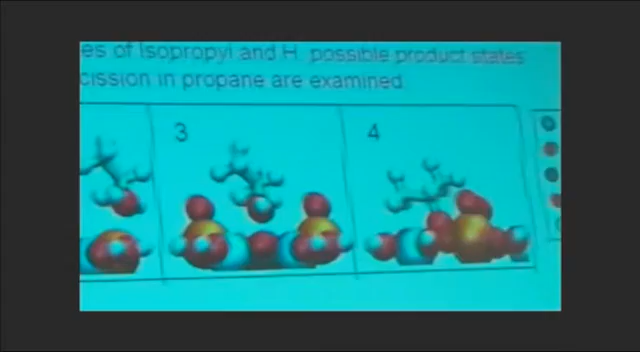 es of Isopropyl and H possible product states
cission in propane are examined
3
4